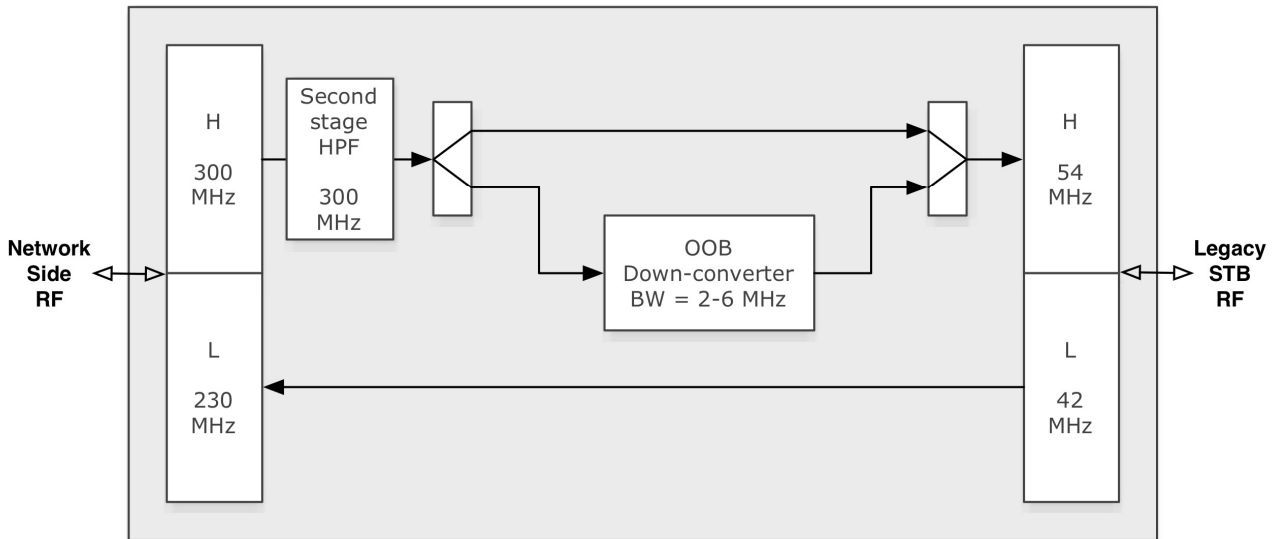 Network
Side
RF
H
300
MHz
L
230
MHz
Second
stage
HPF
300
MHz
OOB
Down-converter
BW = 2-6 MHz
H
54
MHz
L
42
MHz
Legacy
STB
RF